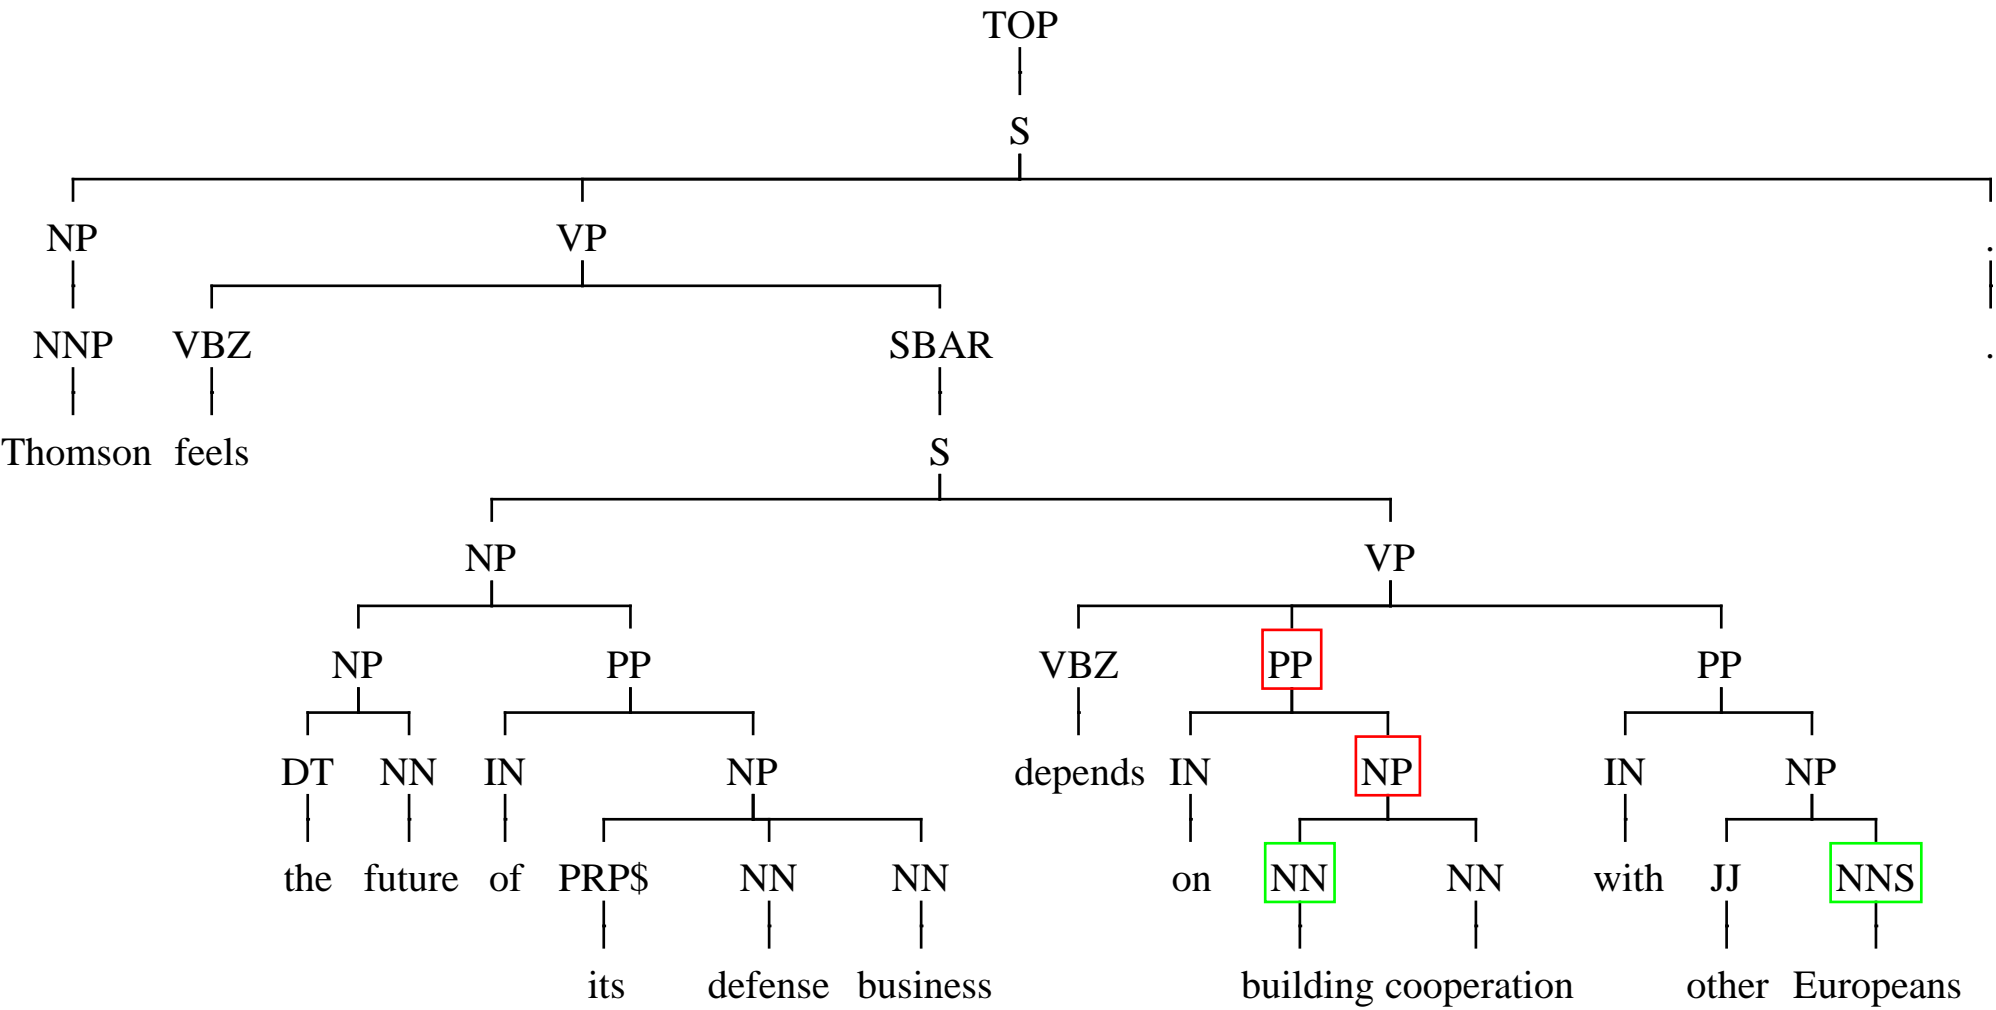 TOP
S
NP VP .
NNP VBZ SBAR .
Thomson feels S
NP VP
NP PP VBZ PP PP
DT NN IN NP depends IN NP IN NP
the future of PRP$ NN NN on NN NN with JJ NNS
its defense business building cooperation other Europeans